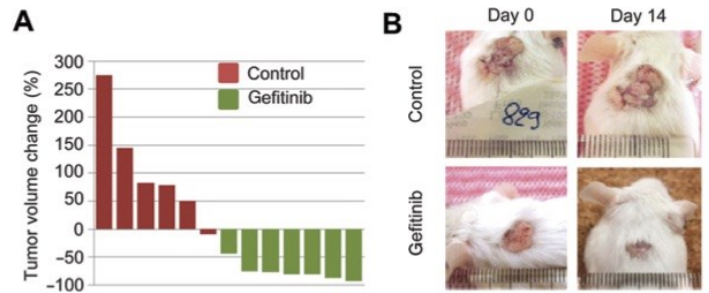 A
Tumor volume change (%)
300
250
200
150
100
50
0
−50
−100
Control
Gefitinib
B
Day 0
Day 14
Control
829
Gefitinib